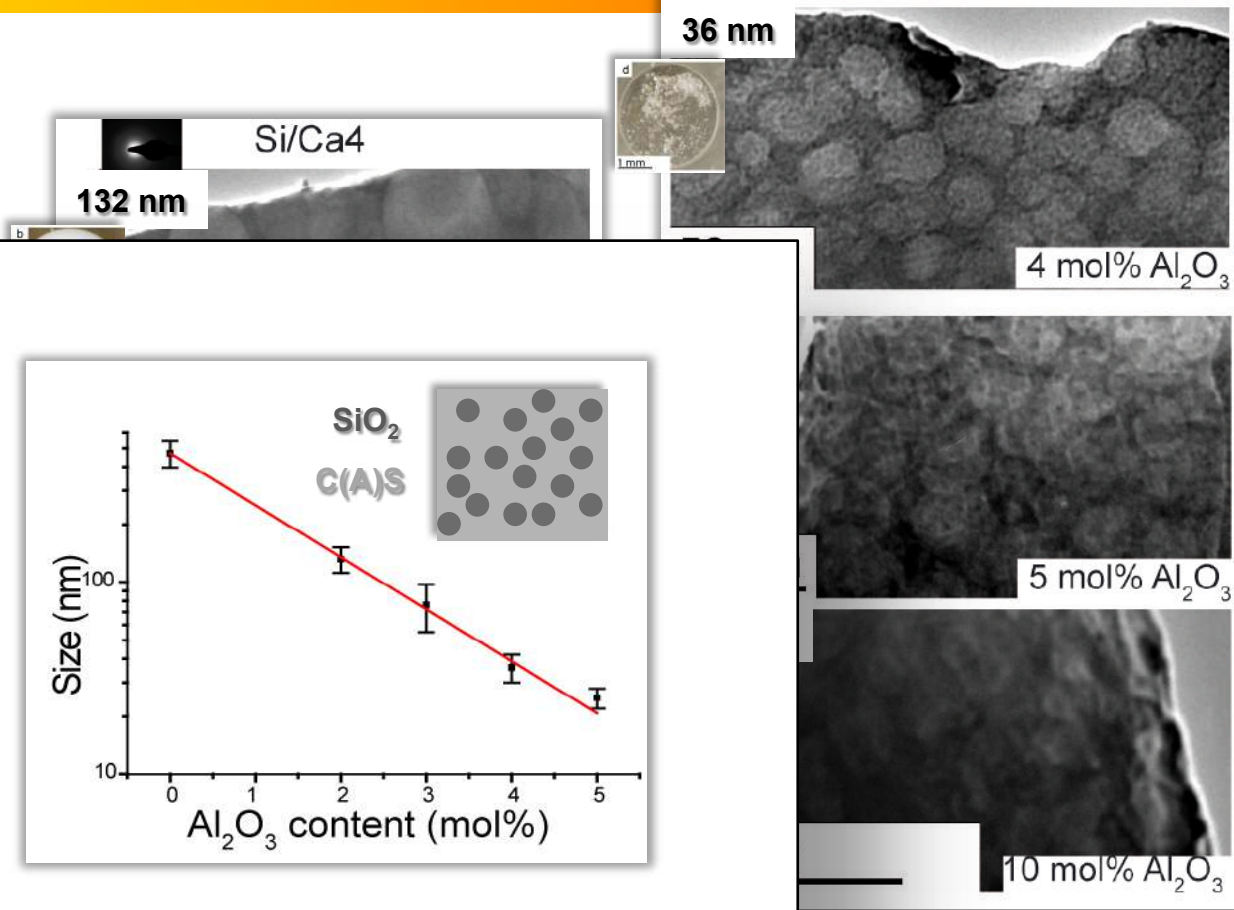 36 nm
d
1 mm
Si/Ca4
132 nm
b
4 mol% Al₂O₃
SiO₂
C(A)S
Size (nm)
100
10
0 1 2 3 4 5
Al₂O₃ content (mol%)
5 mol% Al₂O₃
10 mol% Al₂O₃